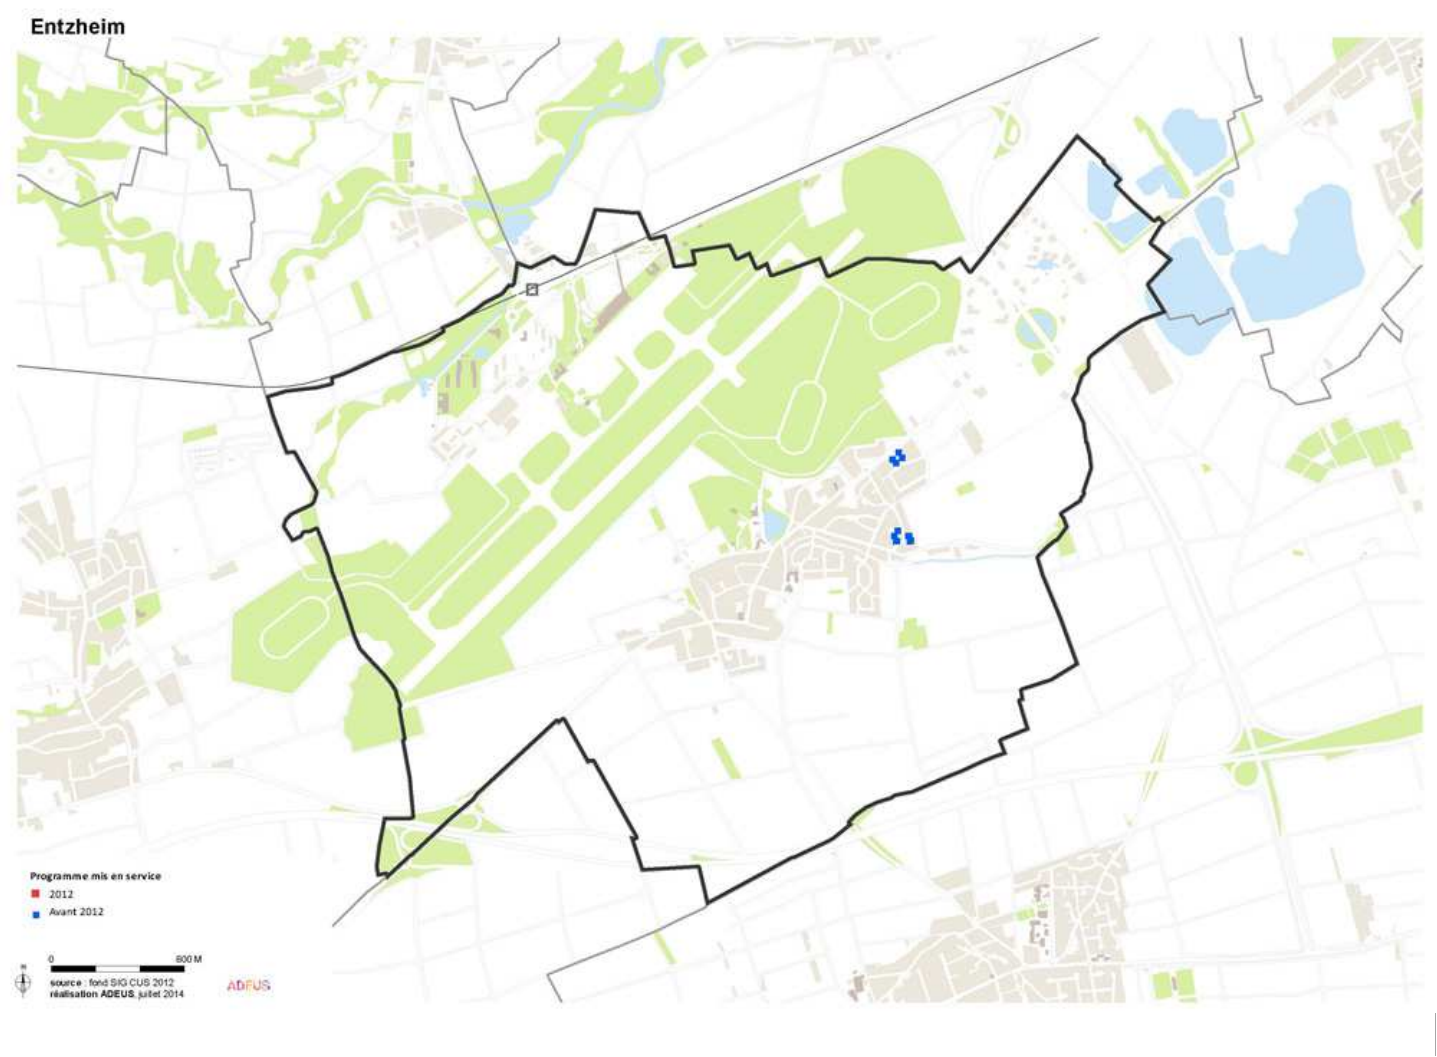 Entzheim
Programme mis en service
2012
Avant 2012
0 800 M
N
source : fond SIG CUS 2012
réalisation ADEUS, juillet 2014
ADEUS